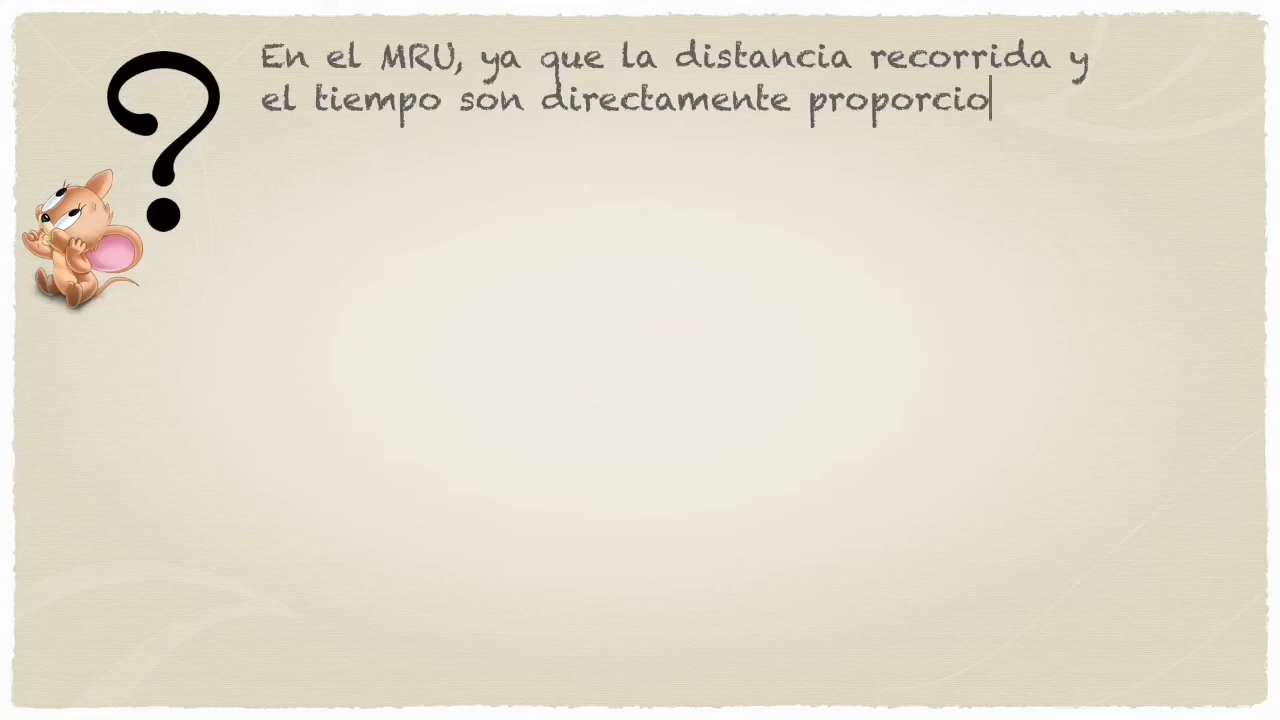 En el MRU, ya que la distancia recorrida y
el tiempo son directamente proporcio